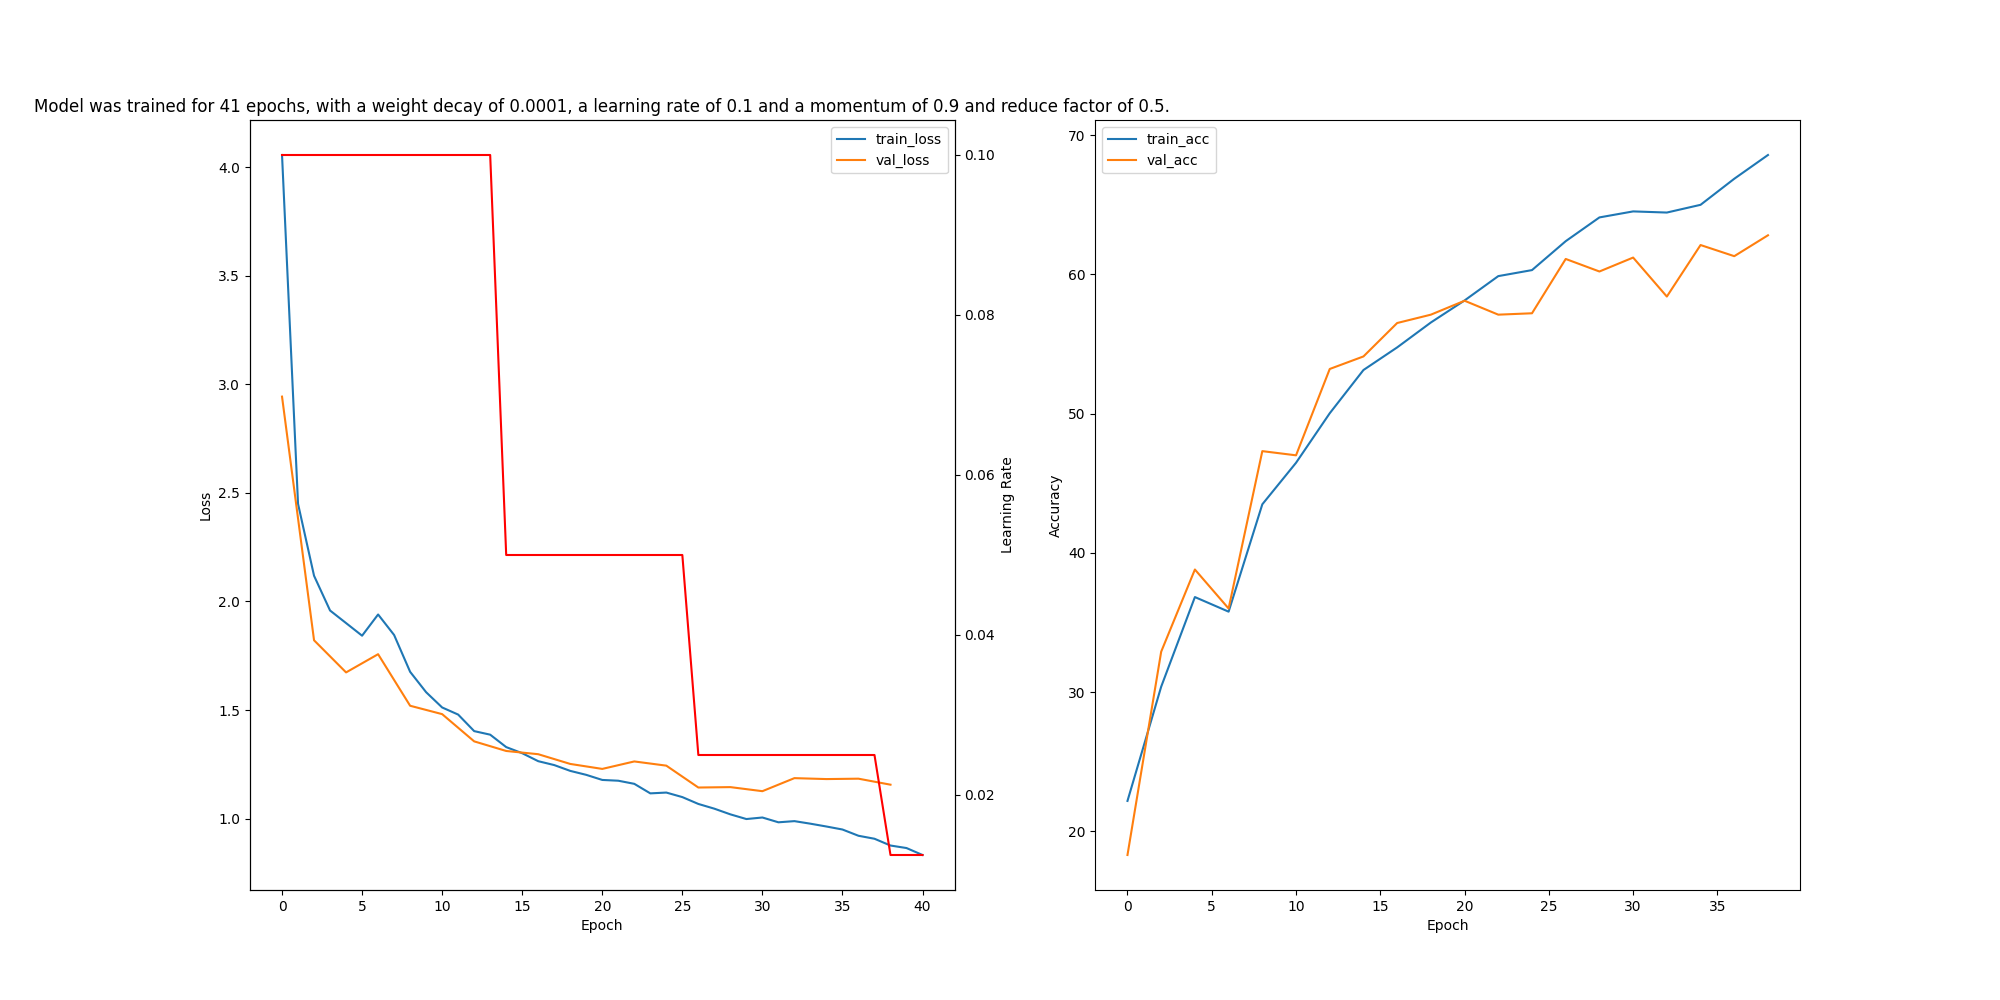 Model was trained for 41 epochs, with a weight decay of 0.0001, a learning rate of 0.1 and a momentum of 0.9 and reduce factor of 0.5.
train_loss
val_loss
4.0
3.5
3.0
2.5
2.0
1.5
1.0
Loss
0 5 10 15 20 25 30 35 40
Epoch
0.10
0.08
0.06
0.04
0.02
Learning Rate
train_acc
val_acc
70
60
50
40
30
20
Accuracy
0 5 10 15 20 25 30 35
Epoch